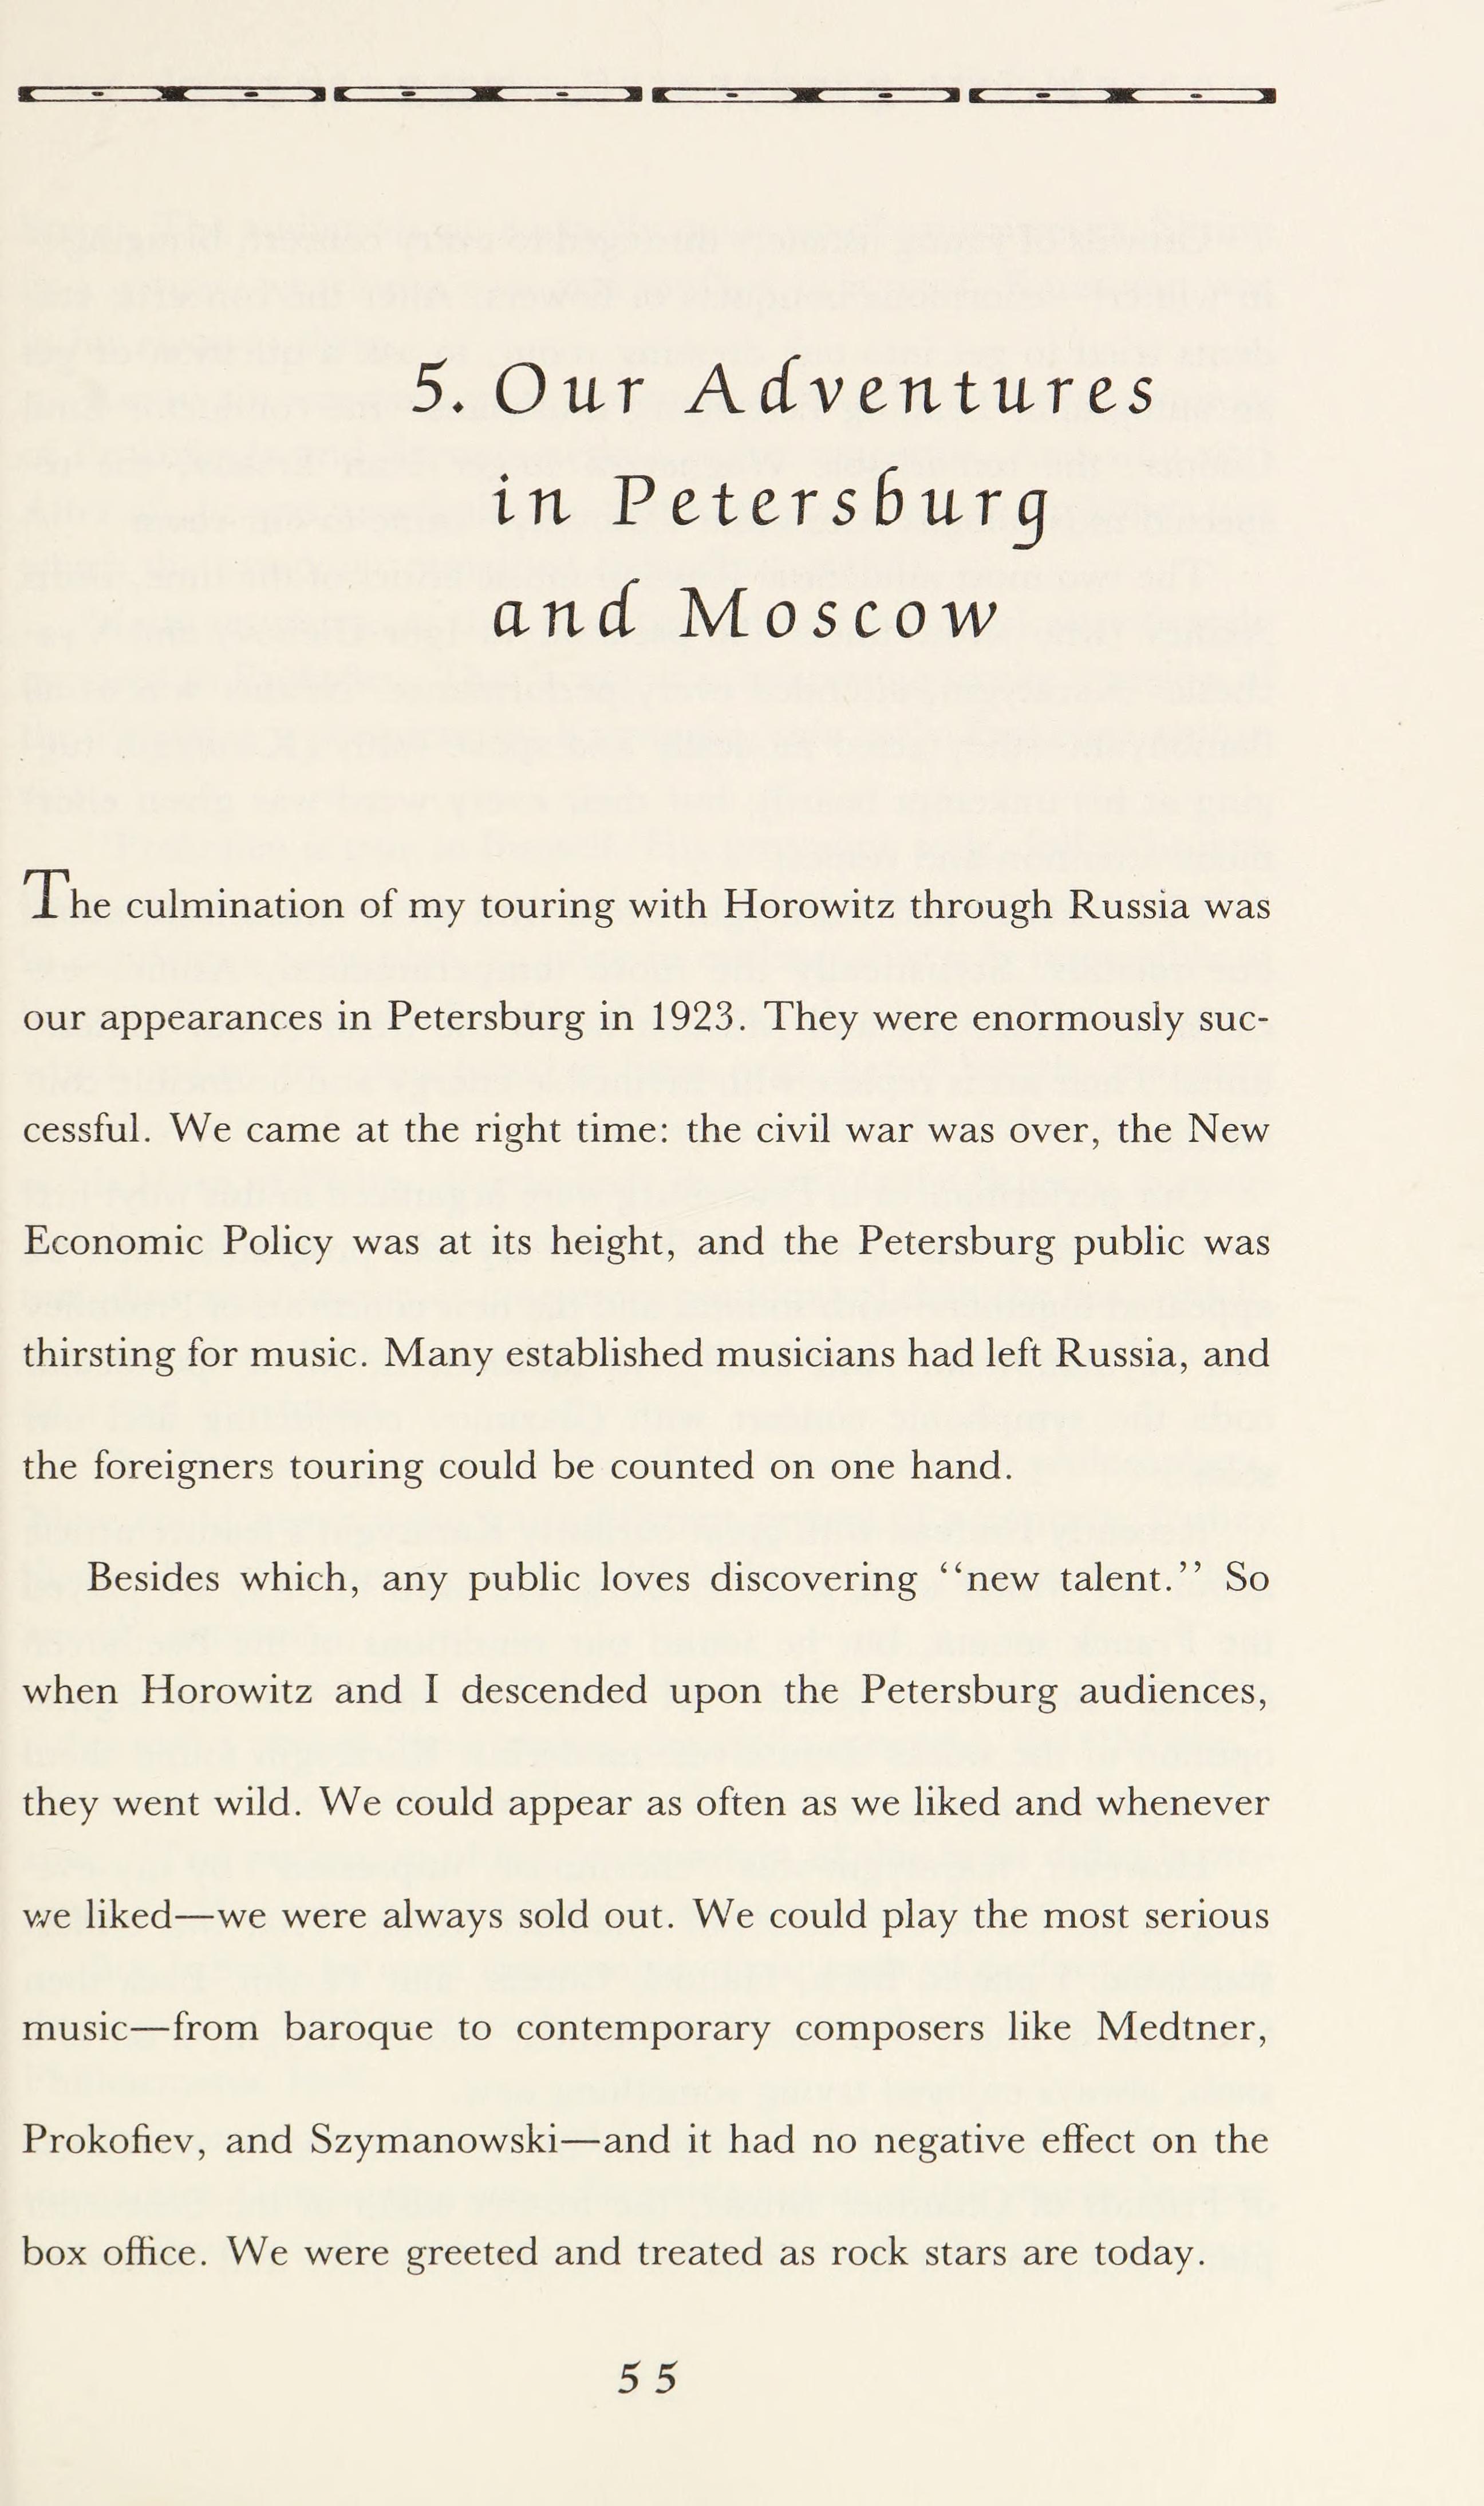 5. Our Adventures
in Petersburg
and Moscow
The culmination of my touring with Horowitz through Russia was
our appearances in Petersburg in 1923. They were enormously suc-
cessful. We came at the right time: the civil war was over, the New
Economic Policy was at its height, and the Petersburg public was
thirsting for music. Many established musicians had left Russia, and
the foreigners touring could be counted on one hand.
Besides which, any public loves discovering ‘‘new talent.’’ So
when Horowitz and I descended upon the Petersburg audiences,
they went wild. We could appear as often as we liked and whenever
we liked—we were always sold out. We could play the most serious
music—from baroque to contemporary composers like Medtner,
Prokofiev, and Szymanowski—and it had no negative effect on the
box office. We were greeted and treated as rock stars are today.
55